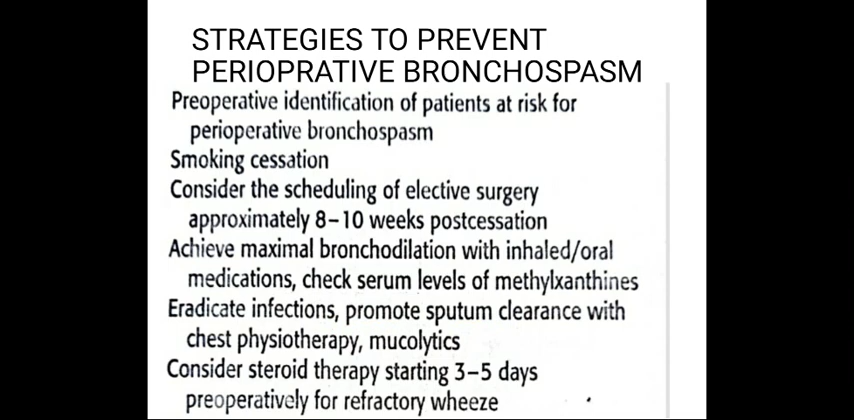 STRATEGIES TO PREVENT
PERIOPRATIVE BRONCHOSPASM
Preoperative identification of patients at risk for
perioperative bronchospasm
Smoking cessation
Consider the scheduling of elective surgery
approximately 8–10 weeks postcessation
Achieve maximal bronchodilation with inhaled/oral
medications, check serum levels of methylxanthines
Eradicate infections, promote sputum clearance with
chest physiotherapy, mucolytics
Consider steroid therapy starting 3–5 days
preoperatively for refractory wheeze